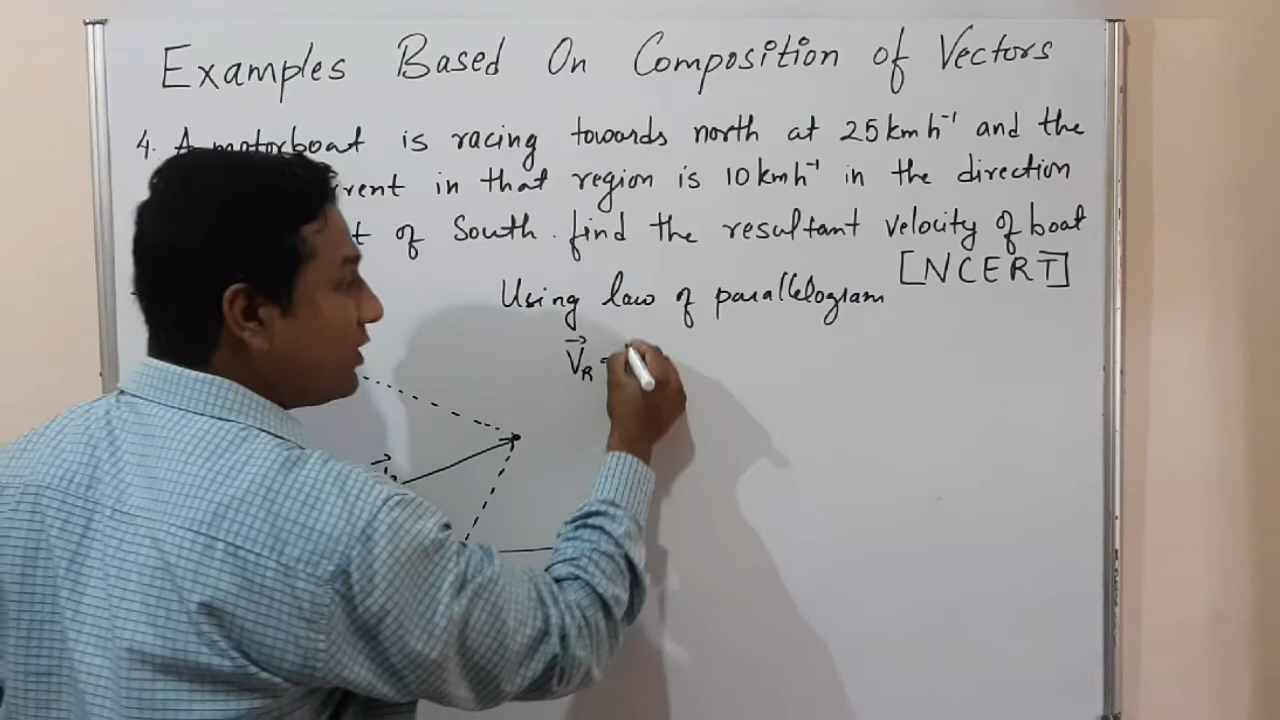 Examples Based On Composition of Vectors
4. A motorboat is racing towards north at 25 km h⁻¹ and the
in that region is 10 km h⁻¹ in the direction
of South. find the resultant velocity of boat
[NCERT]
Using law of parallelogram
V⃗R =